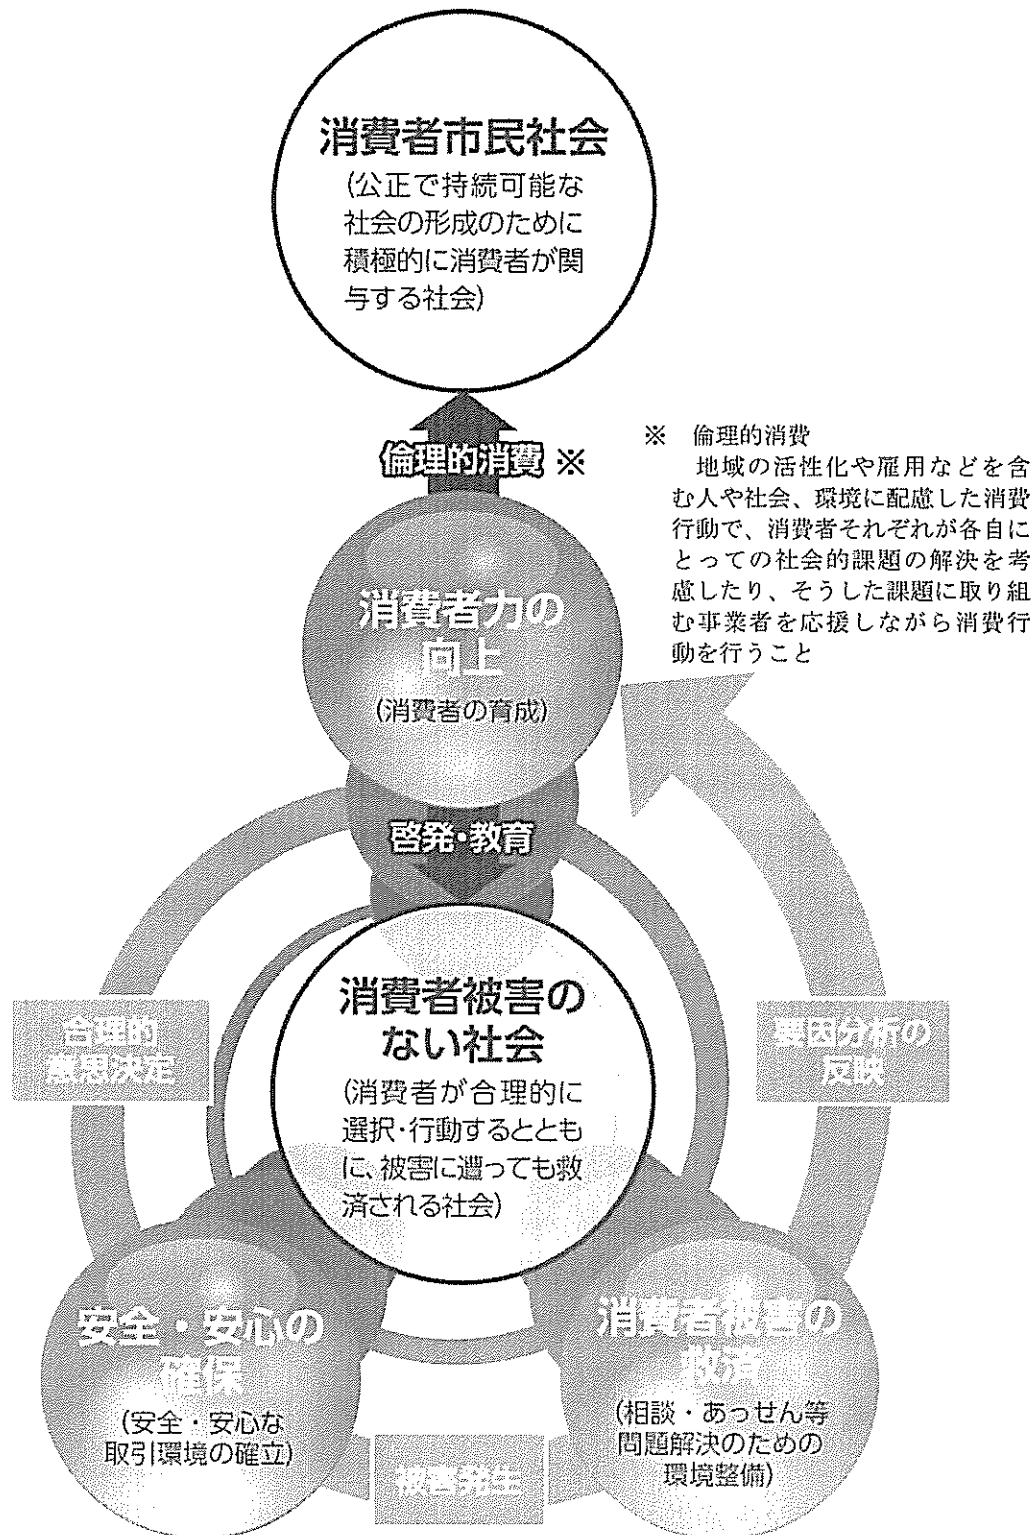 消費者市民社会
(公正で持続可能な
社会の形成のために
積極的に消費者が関
与する社会)
倫理的消費 ※
※ 倫理的消費
地域の活性化や雇用などを含
む人や社会、環境に配慮した消費
行動で、消費者それぞれが各自に
とっての社会的課題の解決を考
慮したり、そうした課題に取り組
む事業者を応援しながら消費行
動を行うこと
消費者力の
向上
(消費者の育成)
啓発・教育
消費者被害の
ない社会
(消費者が合理的に
選択・行動するととも
に、被害に遭っても救
済される社会)
合理的
意思決定
要因分析の
反映
安全・安心の
確保
(安全・安心な
取引環境の確立)
消費者被害の
救済
(相談・あっせん等
問題解決のための
環境整備)
被害発生